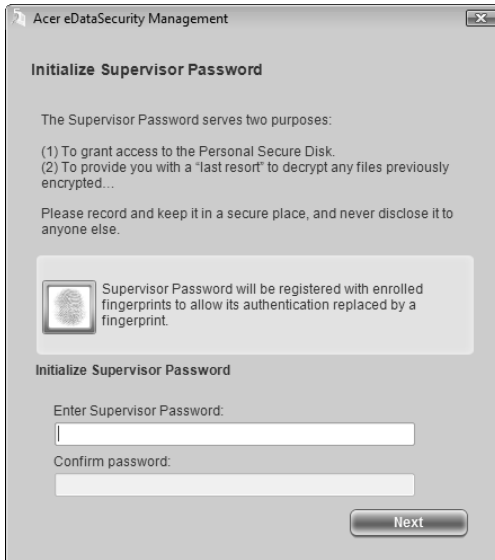 Acer eDataSecurity Management
Initialize Supervisor Password
The Supervisor Password serves two purposes:
(1) To grant access to the Personal Secure Disk.
(2) To provide you with a “last resort” to decrypt any files previously
encrypted...
Please record and keep it in a secure place, and never disclose it to
anyone else.
Supervisor Password will be registered with enrolled
fingerprints to allow its authentication replaced by a
fingerprint.
Initialize Supervisor Password
Enter Supervisor Password:
Confirm password:
Next